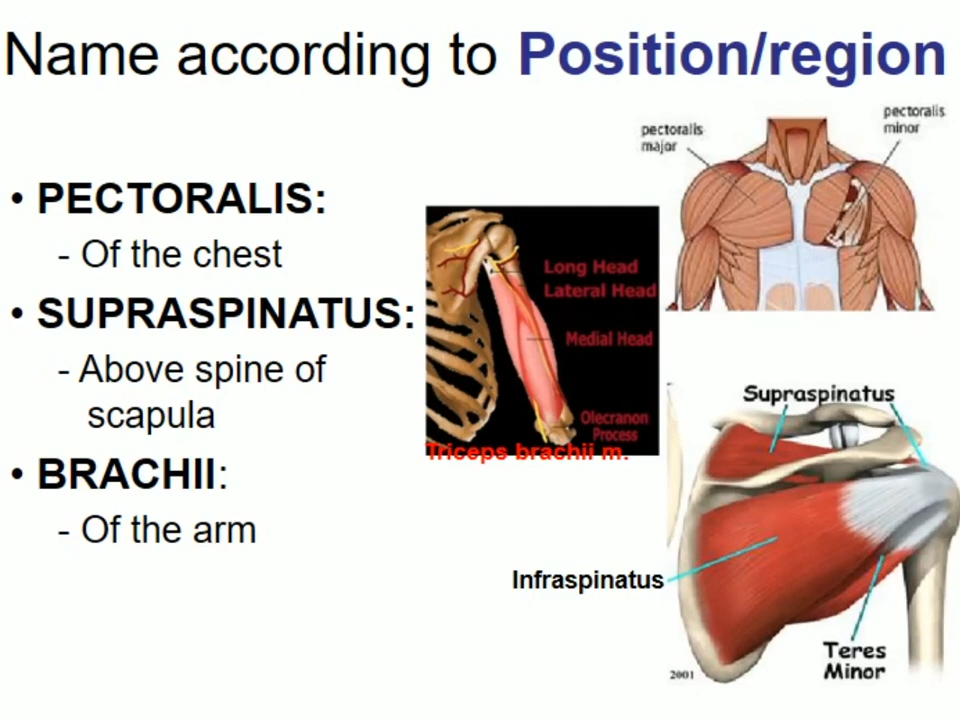 Name according to Position/region
• PECTORALIS:
- Of the chest
• SUPRASPINATUS:
- Above spine of
scapula
• BRACHII:
- Of the arm
Long Head
Lateral Head
Medial Head
Olecranon
Process
Triceps brachii m.
pectoralis
major
pectoralis
minor
Supraspinatus
Infraspinatus
Teres
Minor
2001